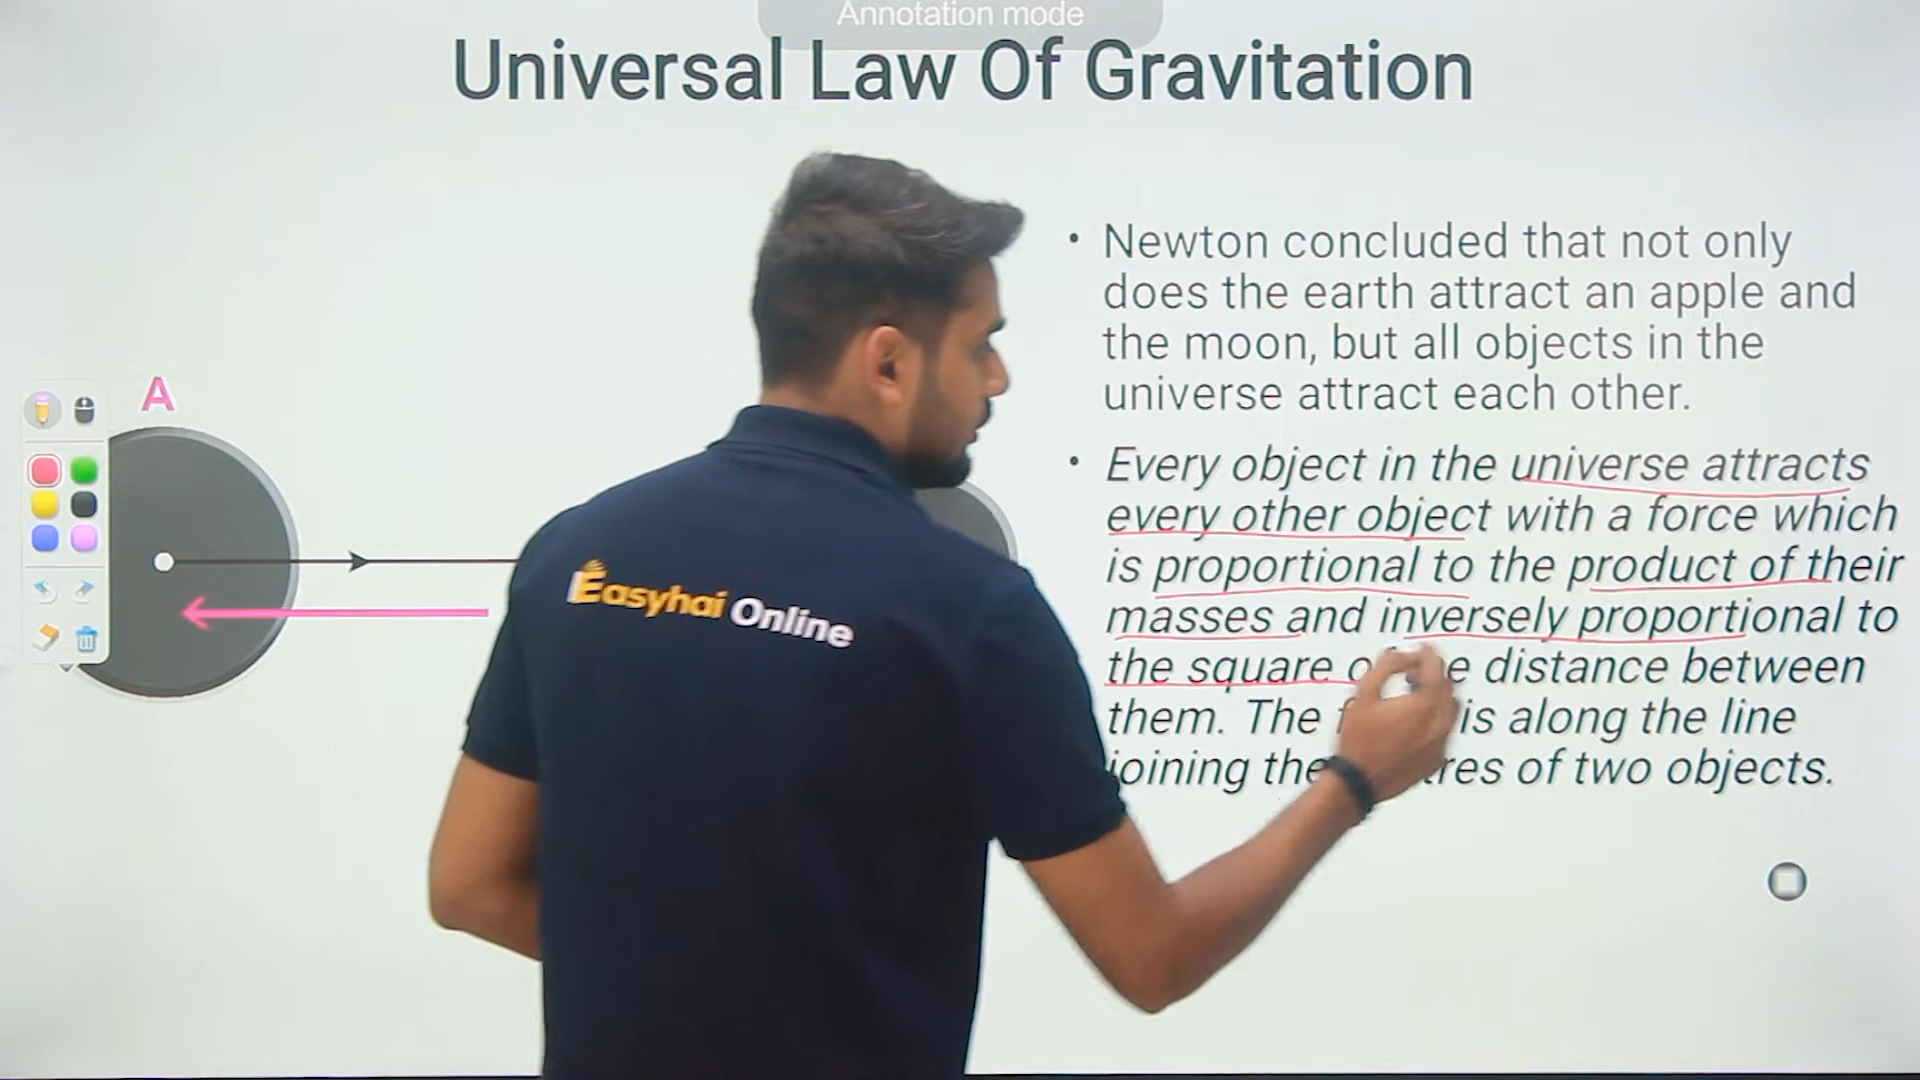 Annotation mode
Universal Law Of Gravitation
• Newton concluded that not only
does the earth attract an apple and
the moon, but all objects in the
universe attract each other.
A
• Every object in the universe attracts
every other object with a force which
is proportional to the product of their
masses and inversely proportional to
the square distance between
them. The is along the line
joining the of two objects.
Easyhai Online